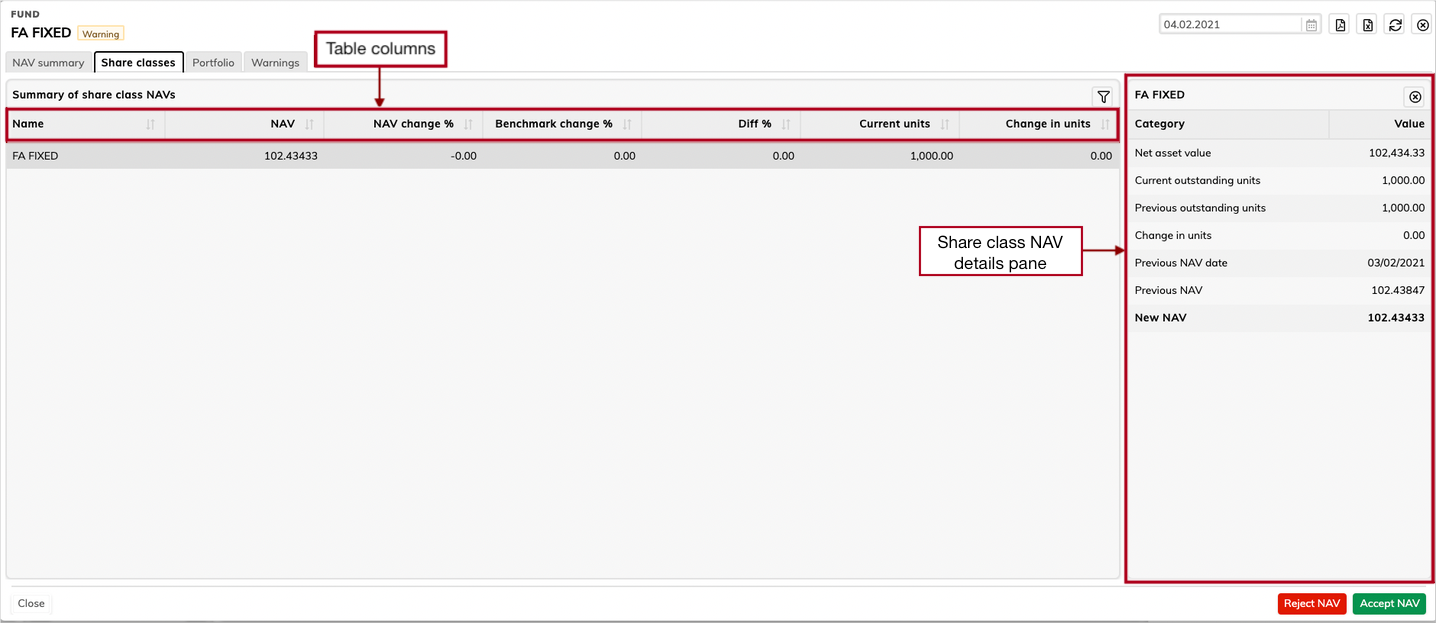 FUND
FA FIXED Warning
04.02.2021
NAV summary Share classes Portfolio Warnings
Table columns
Summary of share class NAVs
Name NAV NAV change % Benchmark change % Diff % Current units Change in units
FA FIXED 102.43433 -0.00 0.00 0.00 1,000.00 0.00
FA FIXED
Category Value
Net asset value 102,434.33
Current outstanding units 1,000.00
Previous outstanding units 1,000.00
Change in units 0.00
Previous NAV date 03/02/2021
Previous NAV 102.43847
New NAV 102.43433
Share class NAV
details pane
Close Reject NAV Accept NAV